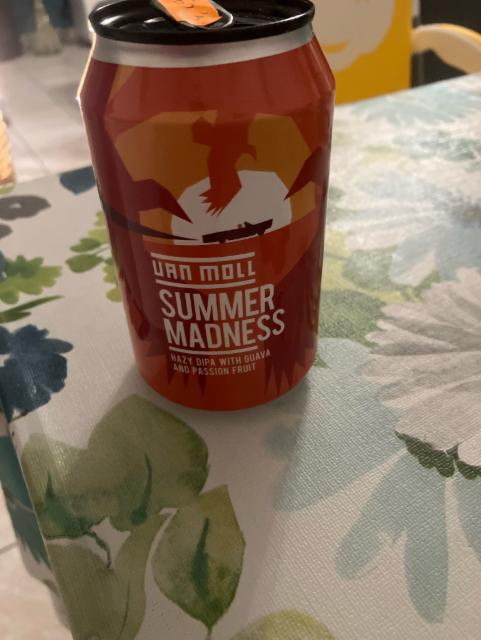 VAN MOLL
SUMMER
MADNESS
HAZY DIPA WITH GUAVA
AND PASSION FRUIT